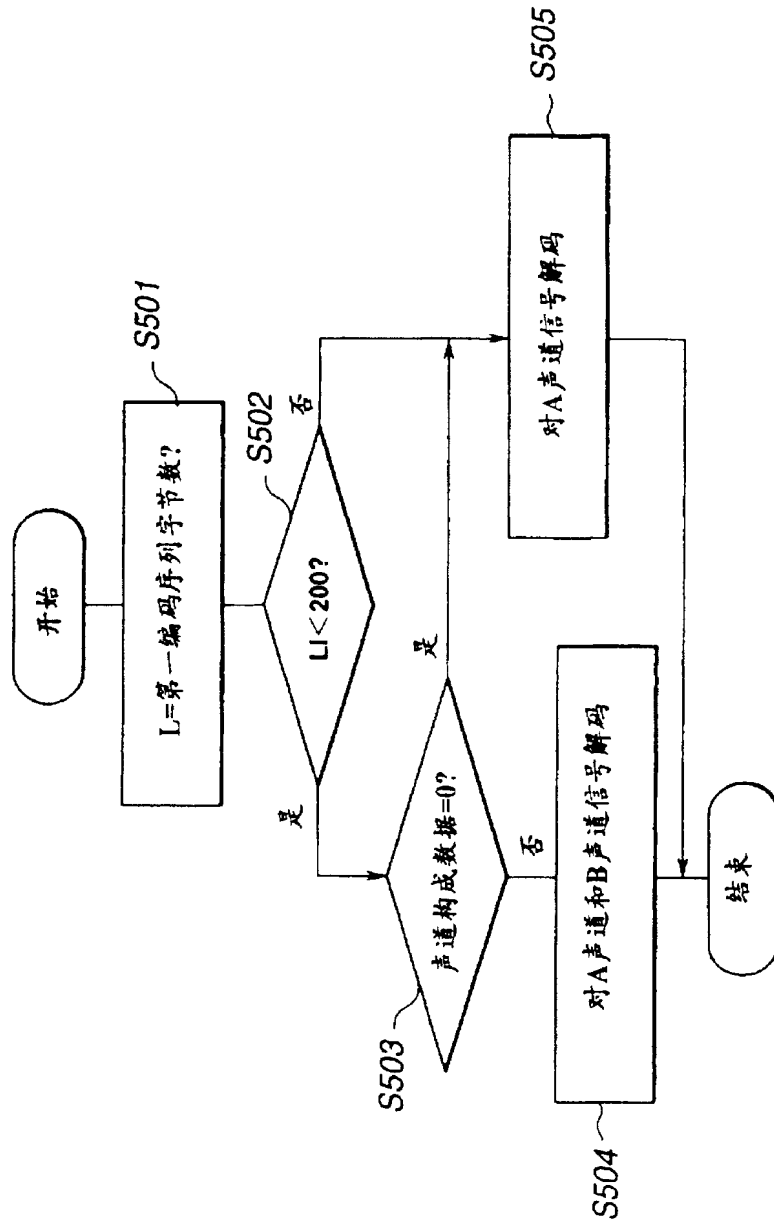 开始
L=第一编码序列字节数?
S501
LI<200?
S502
是
否
声道构成数据=0?
S503
是
否
对A声道和B声道信号解码
S504
对A声道信号解码
S505
结束